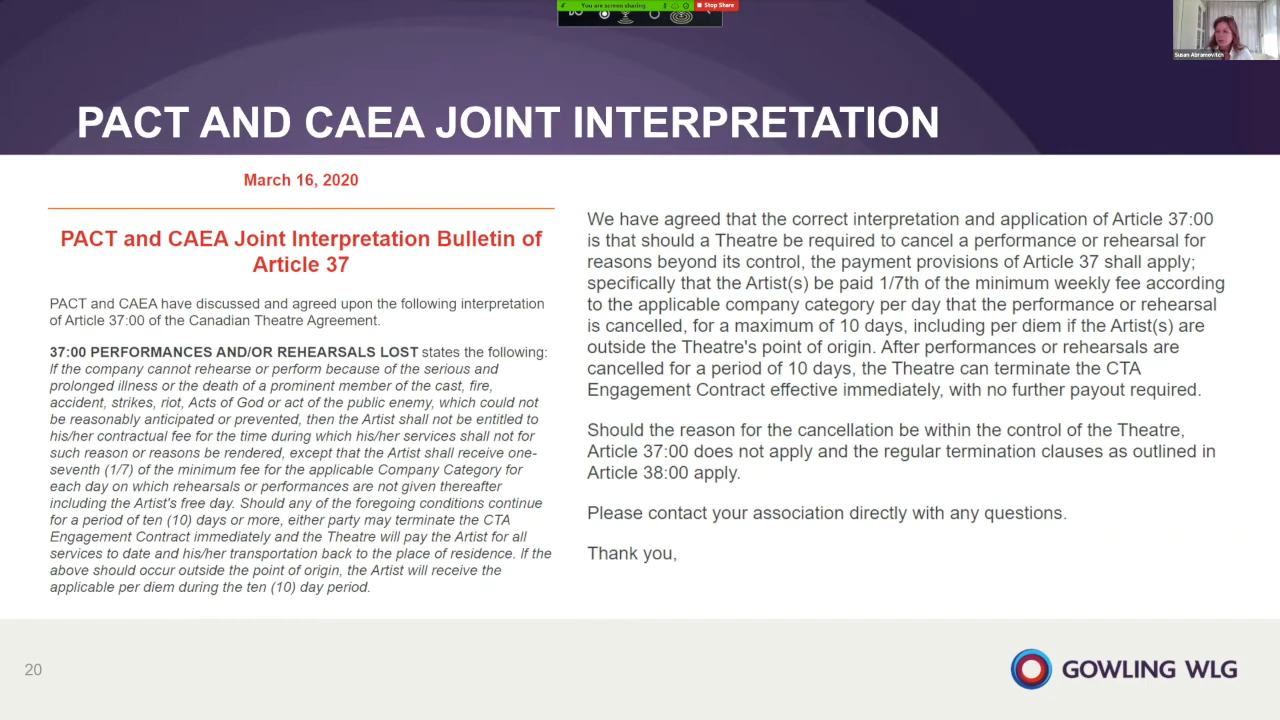 You are screen sharing
Stop Share
Susan Abramovitch
PACT AND CAEA JOINT INTERPRETATION
March 16, 2020
PACT and CAEA Joint Interpretation Bulletin of
Article 37
PACT and CAEA have discussed and agreed upon the following interpretation
of Article 37:00 of the Canadian Theatre Agreement.
37:00 PERFORMANCES AND/OR REHEARSALS LOST states the following:
If the company cannot rehearse or perform because of the serious and
prolonged illness or the death of a prominent member of the cast, fire,
accident, strikes, riot, Acts of God or act of the public enemy, which could not
be reasonably anticipated or prevented, then the Artist shall not be entitled to
his/her contractual fee for the time during which his/her services shall not for
such reason or reasons be rendered, except that the Artist shall receive one-
seventh (1/7) of the minimum fee for the applicable Company Category for
each day on which rehearsals or performances are not given thereafter
including the Artist's free day. Should any of the foregoing conditions continue
for a period of ten (10) days or more, either party may terminate the CTA
Engagement Contract immediately and the Theatre will pay the Artist for all
services to date and his/her transportation back to the place of residence. If the
above should occur outside the point of origin, the Artist will receive the
applicable per diem during the ten (10) day period.
We have agreed that the correct interpretation and application of Article 37:00
is that should a Theatre be required to cancel a performance or rehearsal for
reasons beyond its control, the payment provisions of Article 37 shall apply;
specifically that the Artist(s) be paid 1/7th of the minimum weekly fee according
to the applicable company category per day that the performance or rehearsal
is cancelled, for a maximum of 10 days, including per diem if the Artist(s) are
outside the Theatre's point of origin. After performances or rehearsals are
cancelled for a period of 10 days, the Theatre can terminate the CTA
Engagement Contract effective immediately, with no further payout required.
Should the reason for the cancellation be within the control of the Theatre,
Article 37:00 does not apply and the regular termination clauses as outlined in
Article 38:00 apply.
Please contact your association directly with any questions.
Thank you,
20
GOWLING WLG